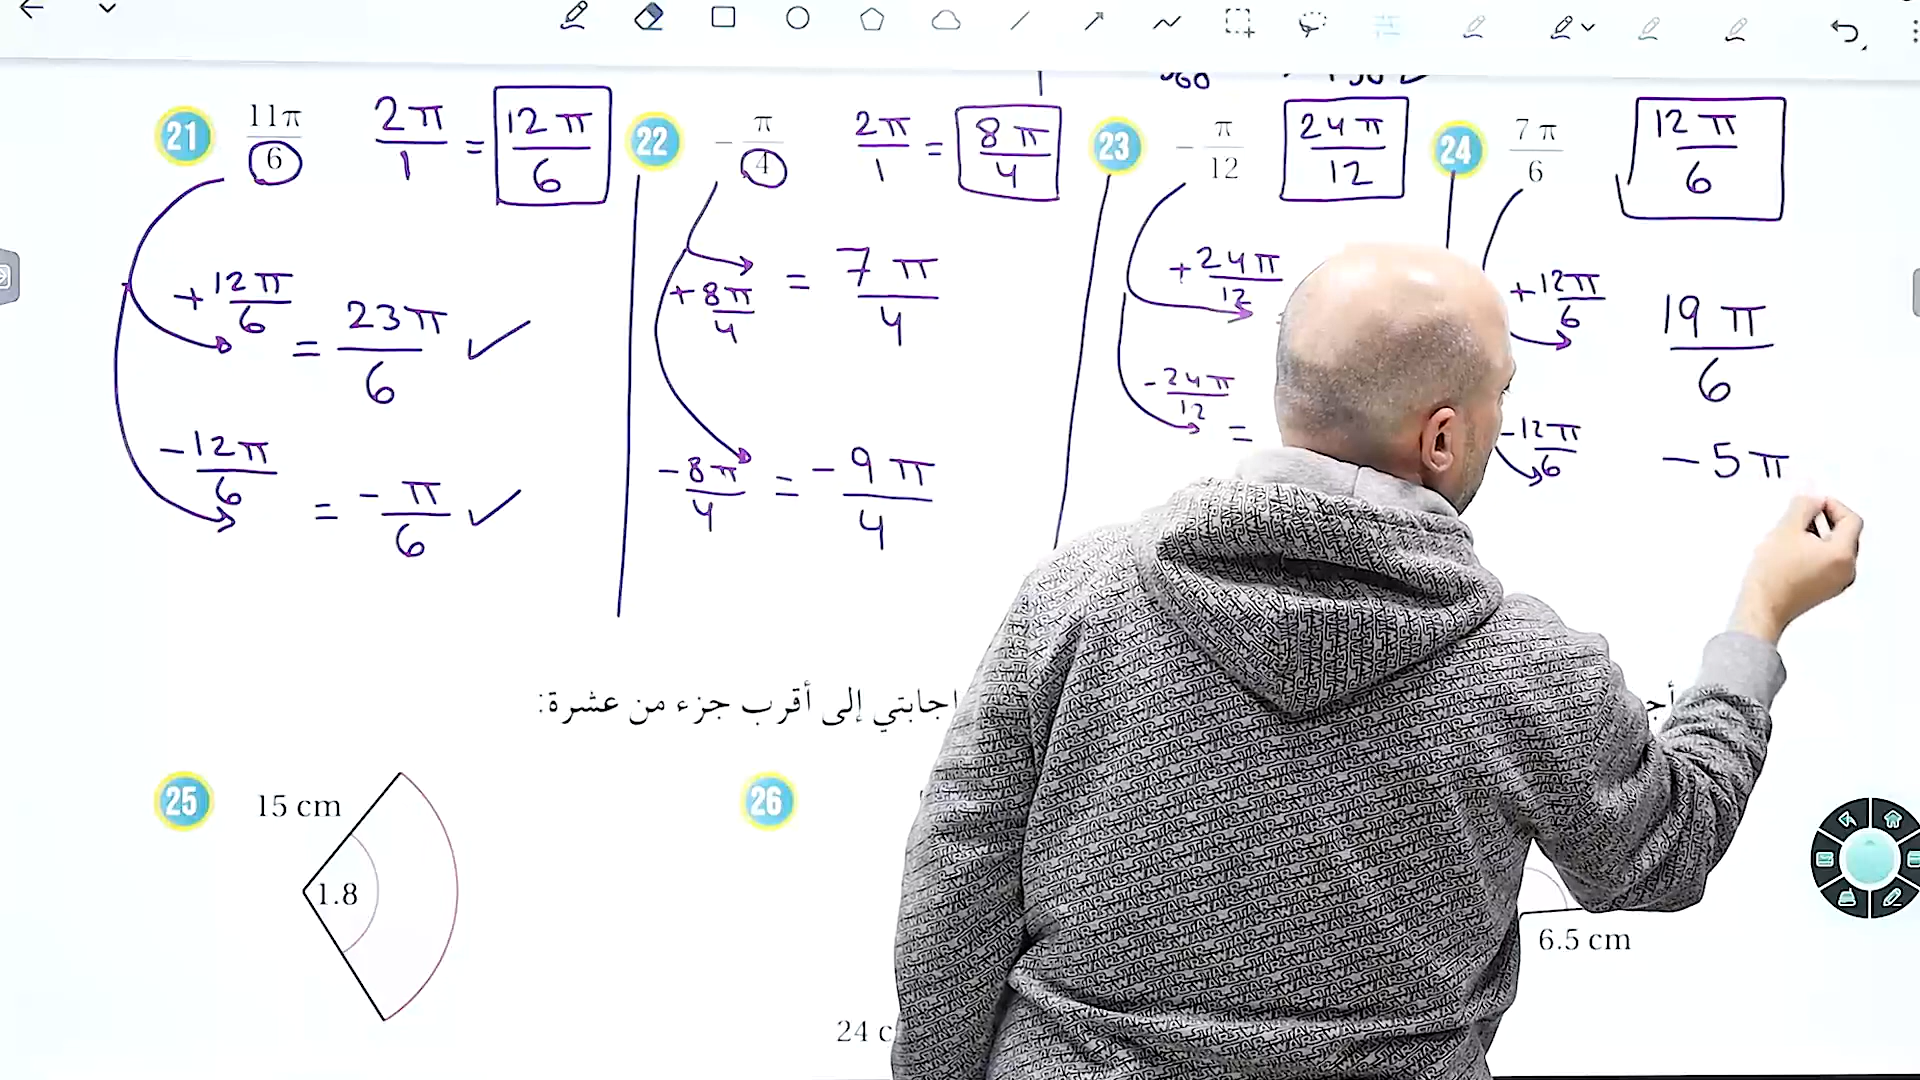 21 11π/6 2π/1 = 12π/6
+12π/6 = 23π/6 ✓
-12π/6 = -π/6 ✓
22 -π/4 2π/1 = 8π/4
+8π/4 = 7π/4
-8π/4 = -9π/4
23 -π/12 24π/12
+24π/12
-24π/12 =
24 7π/6 12π/6
+12π/6 19π/6
-12π/6 -5π
إجابتي إلى أقرب جزء من عشرة:
25 15 cm
1.8
26
6.5 cm
24